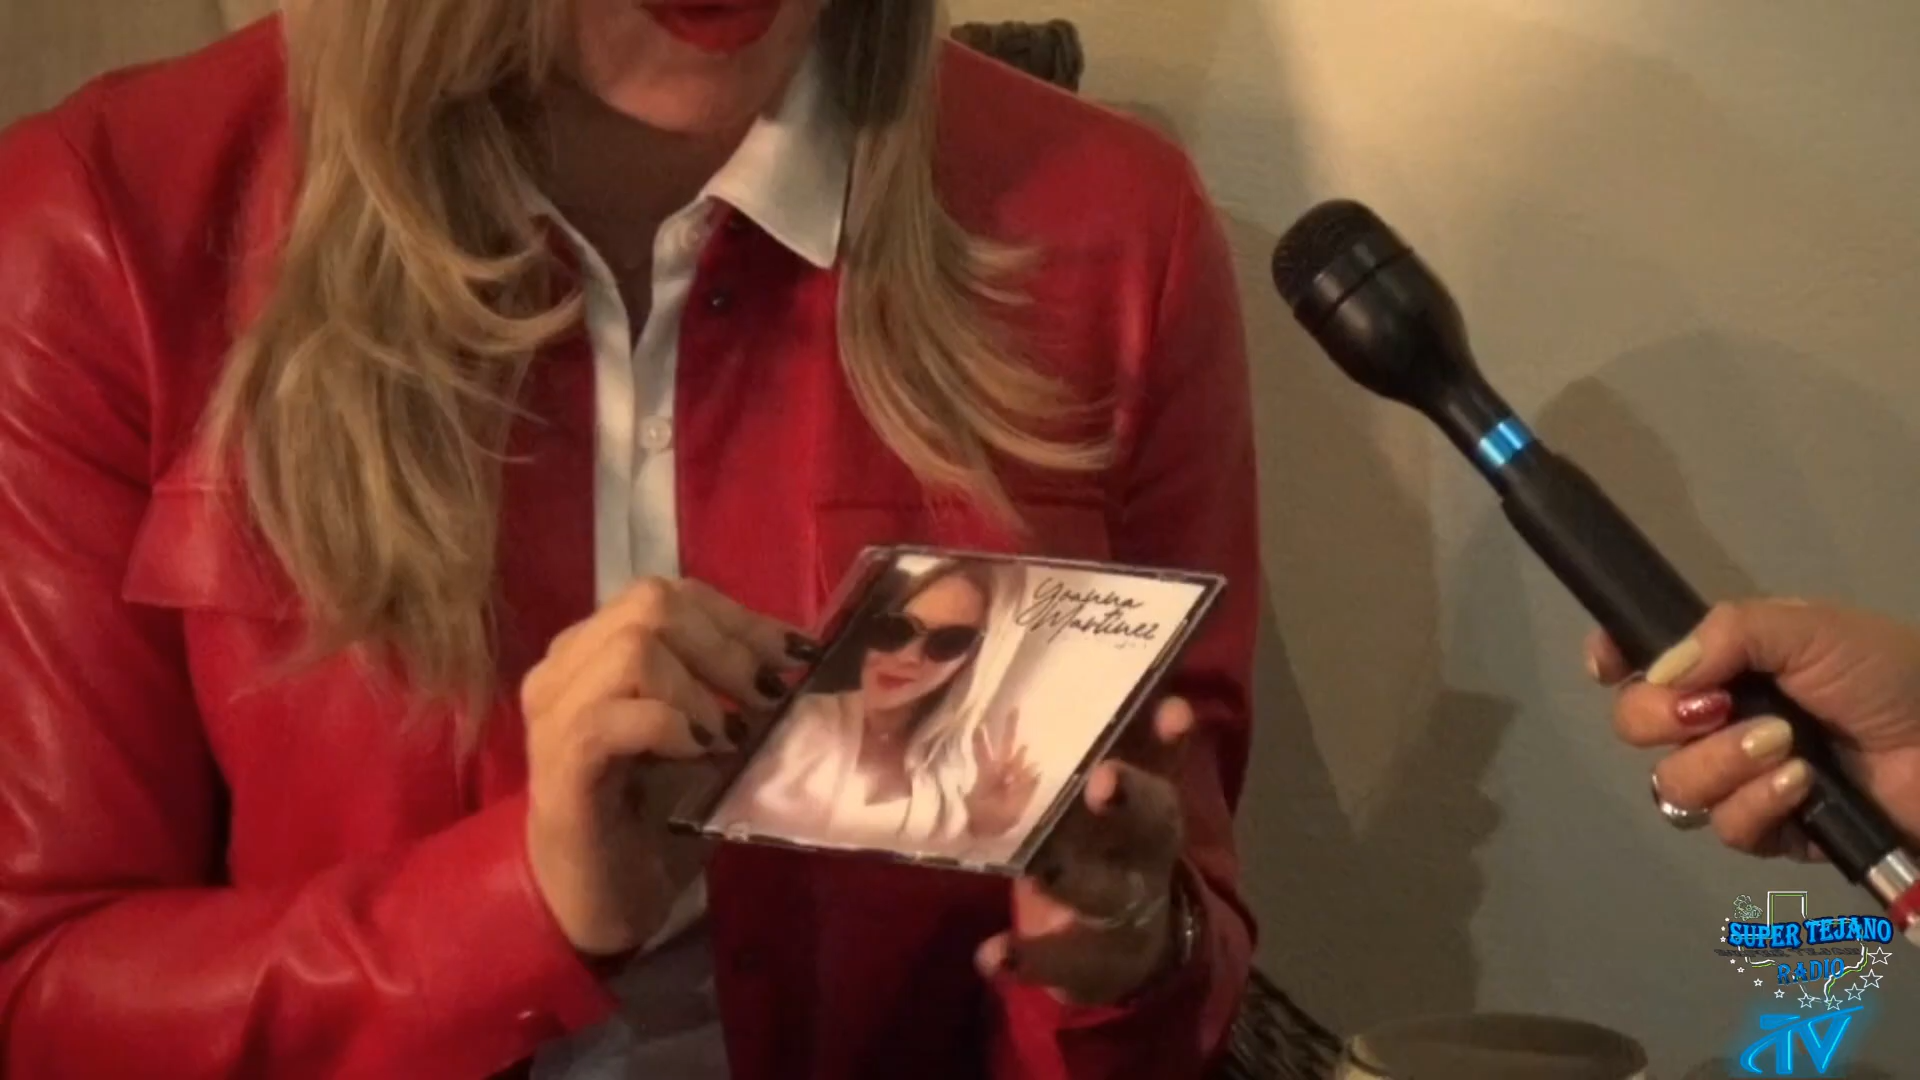 Yoanna
Martinez
SUPER TEJANO
RADIO
TV